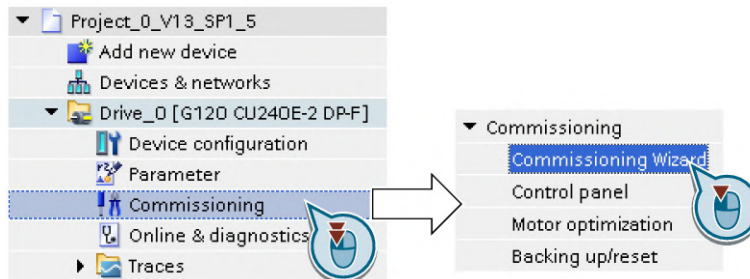 Project_0_V13_SP1_5
Add new device
Devices & networks
Drive_0 [G120 CU240E-2 DP-F]
Device configuration
Parameter
Commissioning
Online & diagnostics
Traces
Commissioning
Commissioning Wizard
Control panel
Motor optimization
Backing up/reset